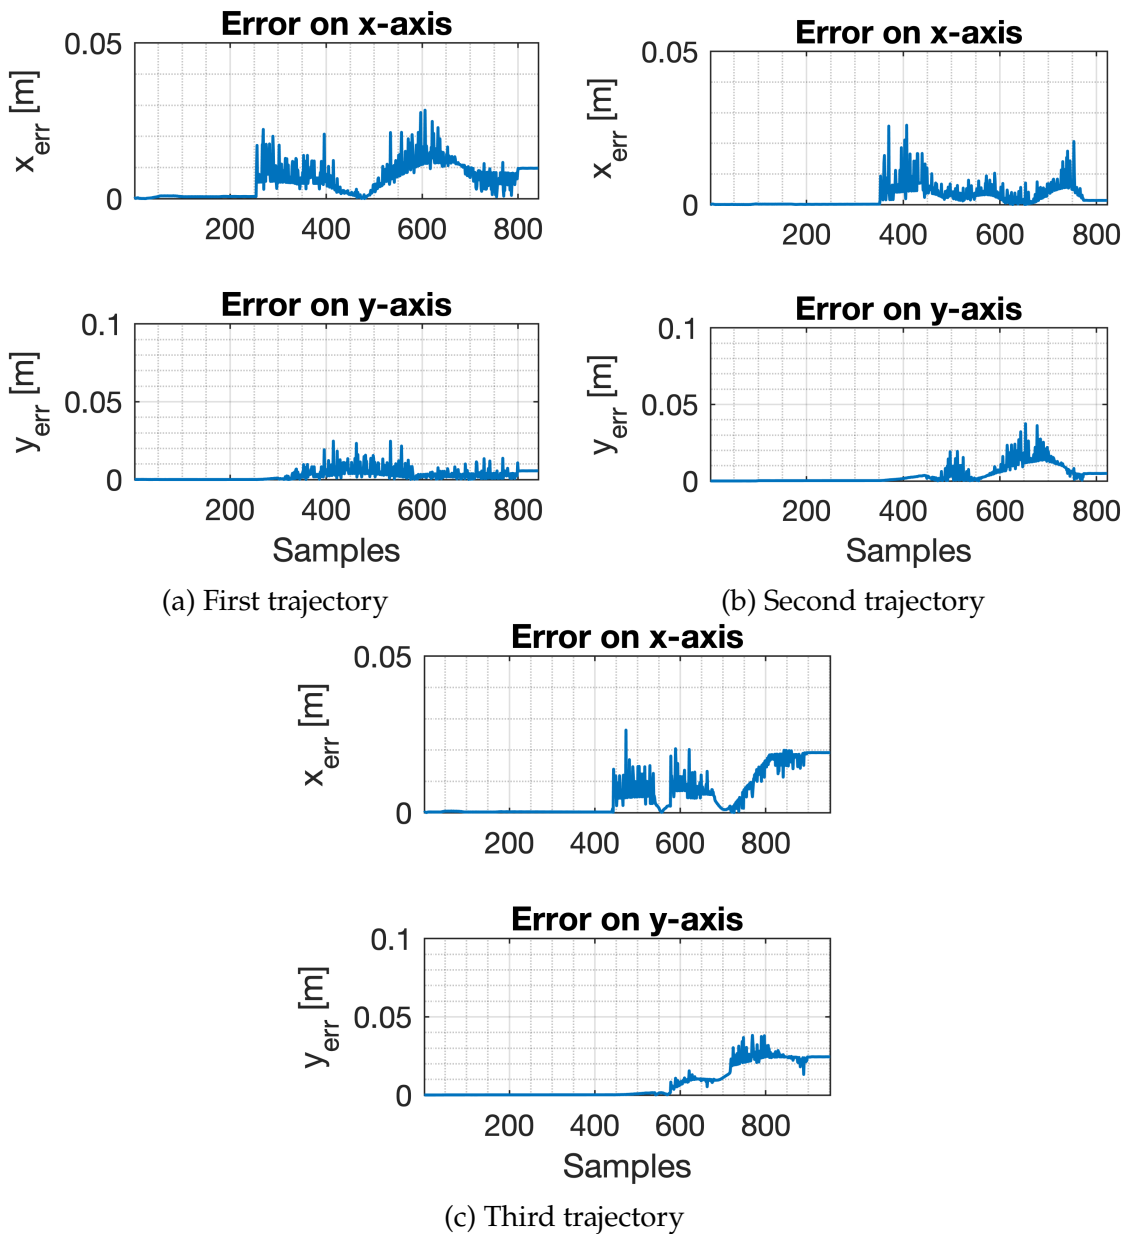 Error on x-axis
0.05
x_err [m]
0
200 400 600 800
Error on y-axis
0.1
y_err [m]
0.05
0
200 400 600 800
Samples
(a) First trajectory
Error on x-axis
0.05
x_err [m]
0
200 400 600 800
Error on y-axis
0.1
y_err [m]
0.05
0
200 400 600 800
Samples
(b) Second trajectory
Error on x-axis
0.05
x_err [m]
0
200 400 600 800
Error on y-axis
0.1
y_err [m]
0.05
0
200 400 600 800
Samples
(c) Third trajectory